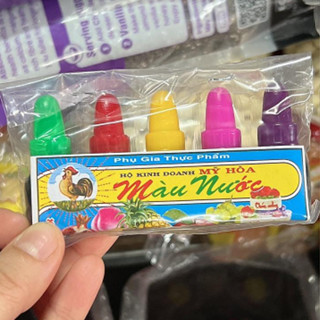 Phụ Gia Thực Phẩm
HỘ KINH DOANH MỸ HÒA
Màu Nước